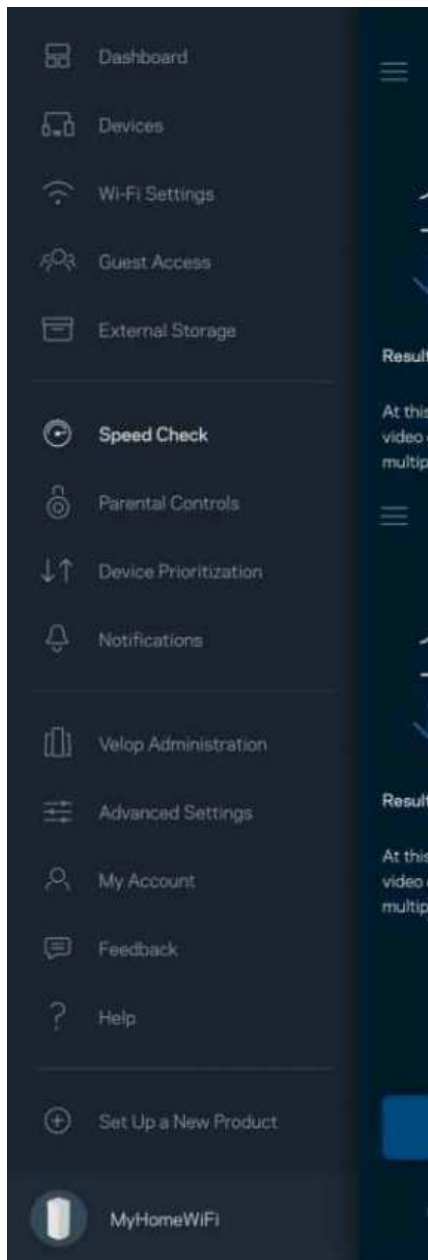 Dashboard
Devices
Wi-Fi Settings
Guest Access
External Storage
Speed Check
Parental Controls
Device Prioritization
Notifications
Velop Administration
Advanced Settings
My Account
Feedback
Help
Set Up a New Product
MyHomeWiFi
Result
At this
video
multip
Result
At this
video
multip